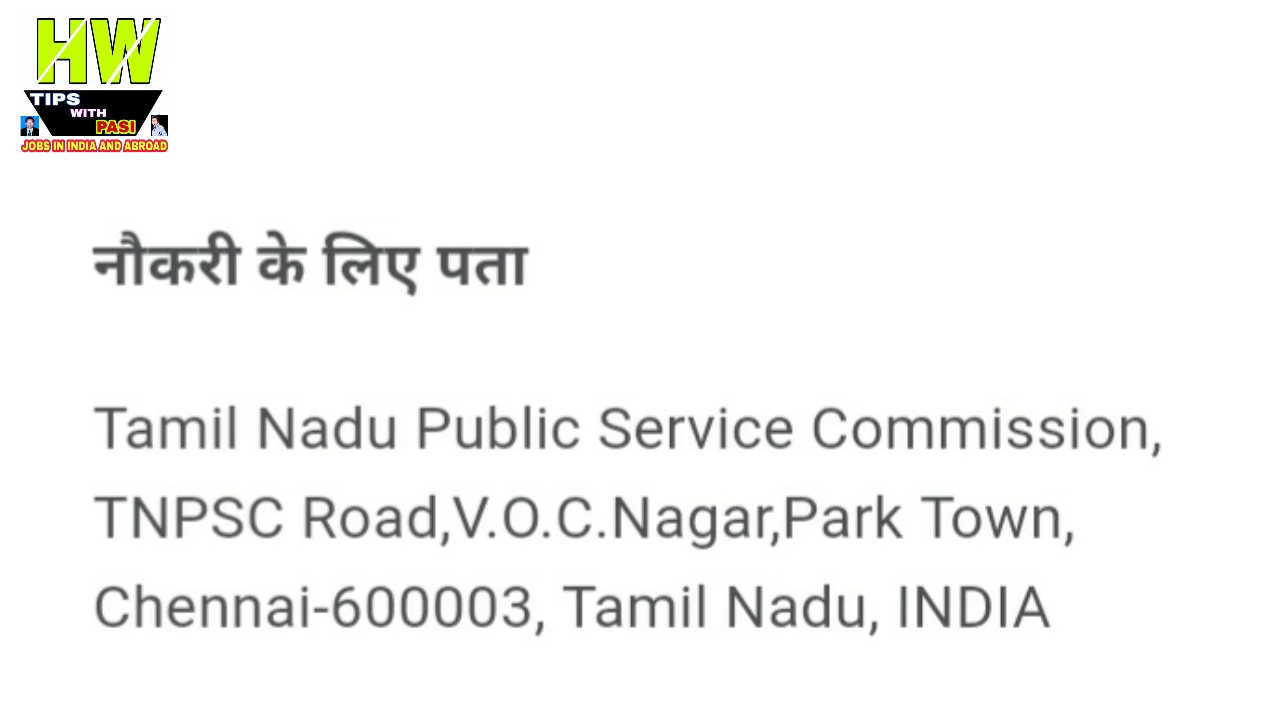 HW
TIPS
WITH
PASI
JOBS IN INDIA AND ABROAD
नौकरी के लिए पता
Tamil Nadu Public Service Commission,
TNPSC Road,V.O.C.Nagar,Park Town,
Chennai-600003, Tamil Nadu, INDIA